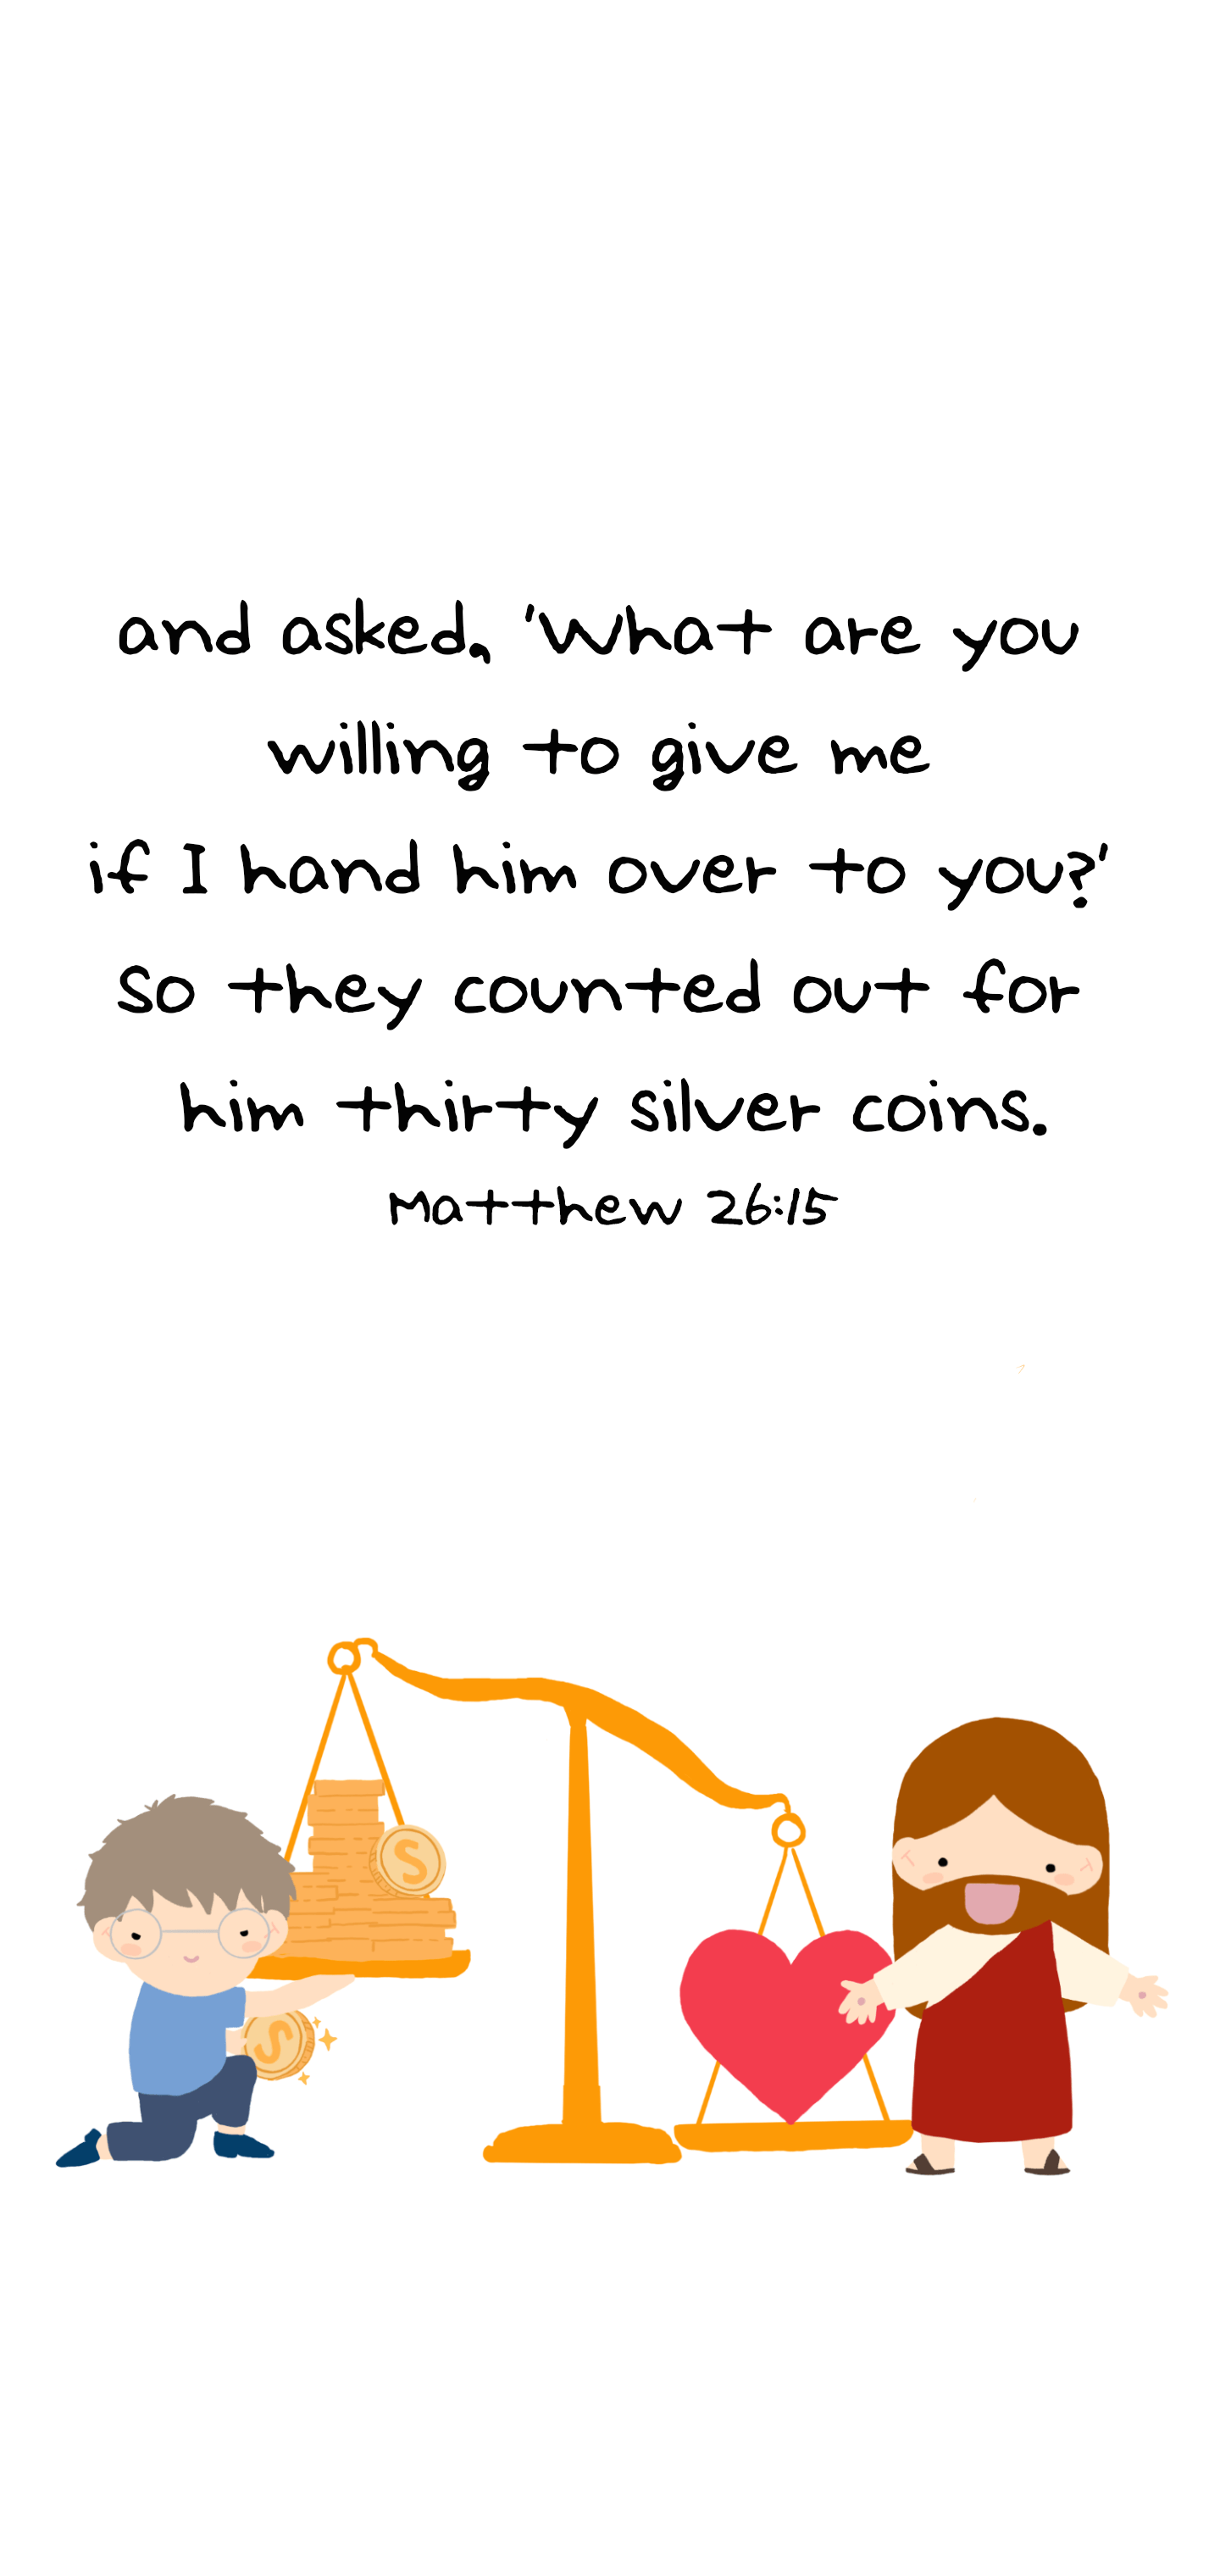 and asked, 'What are you
willing to give me
if I hand him over to you?'
So they counted out for
him thirty silver coins.
Matthew 26:15
S
S